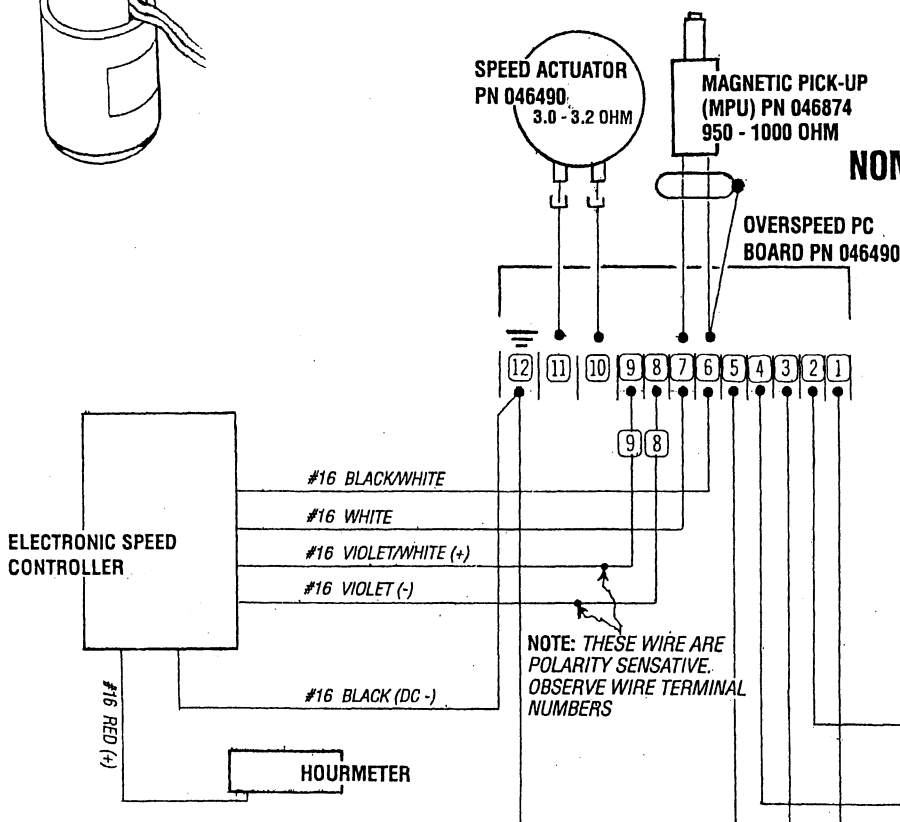 SPEED ACTUATOR
PN 046490
3.0 - 3.2 OHM
MAGNETIC PICK-UP
(MPU) PN 046874
950 - 1000 OHM
NON
OVERSPEED PC
BOARD PN 046490
12 11 10 9 8 7 6 5 4 3 2 1
9 8
#16 BLACK/WHITE
#16 WHITE
#16 VIOLET/WHITE (+)
#16 VIOLET (-)
ELECTRONIC SPEED
CONTROLLER
NOTE: THESE WIRE ARE
POLARITY SENSATIVE.
OBSERVE WIRE TERMINAL
NUMBERS
#16 BLACK (DC -)
#16 RED (+)
HOURMETER